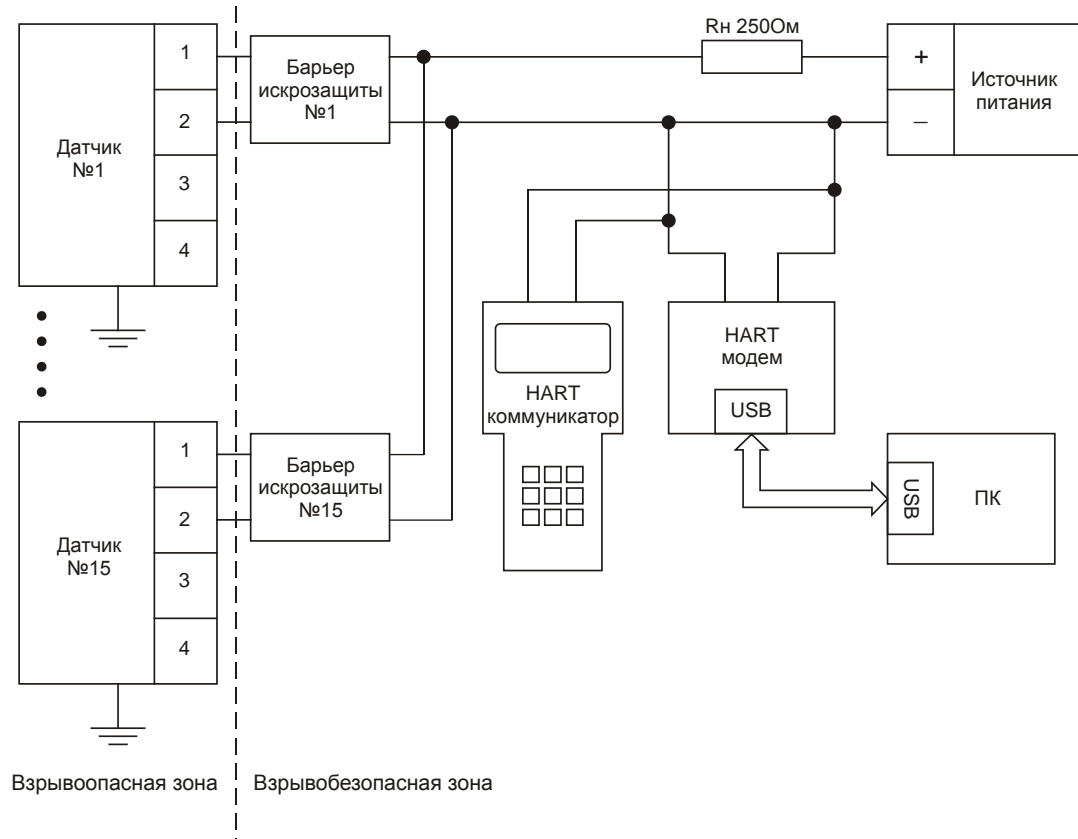 Rн 250Ом
1
2
3
4
Датчик
№1
Барьер
искрозащиты
№1
+
–
Источник
питания
HART
коммуникатор
HART
модем
USB
USB
ПК
1
2
3
4
Датчик
№15
Барьер
искрозащиты
№15
Взрывоопасная зона
Взрывобезопасная зона